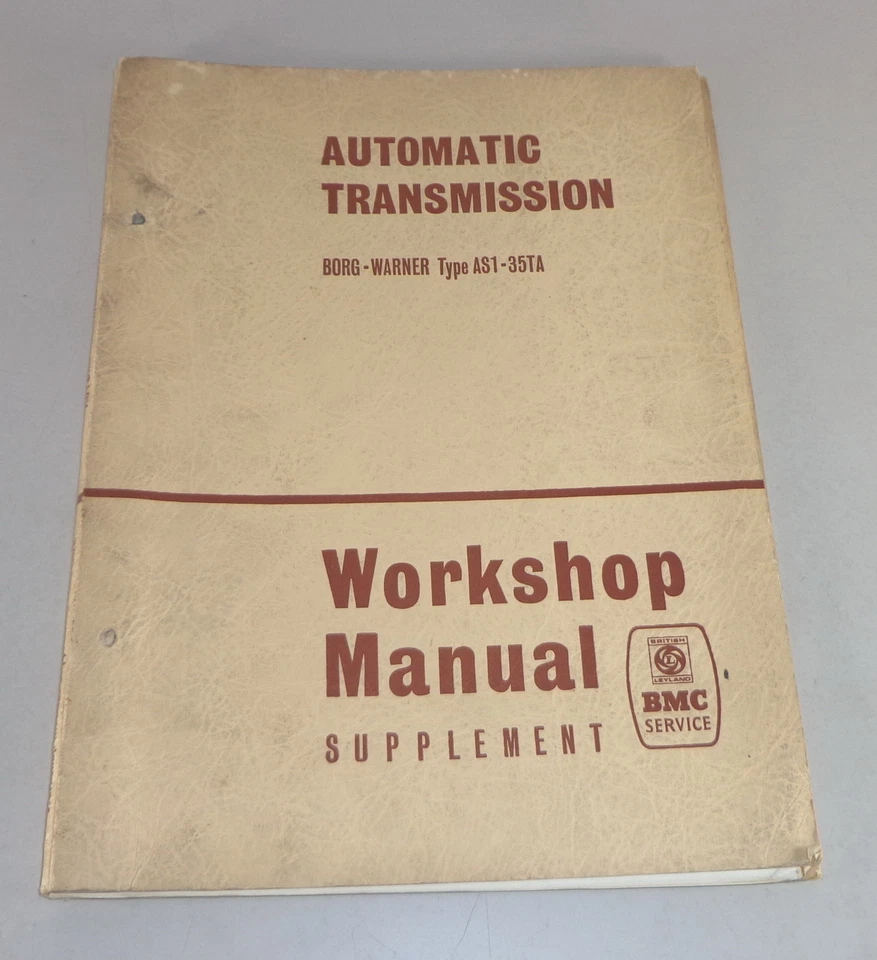 AUTOMATIC
TRANSMISSION
BORG-WARNER Type AS1-35TA
Workshop
Manual
SUPPLEMENT
BRITISH
L
LEYLAND
BMC
SERVICE